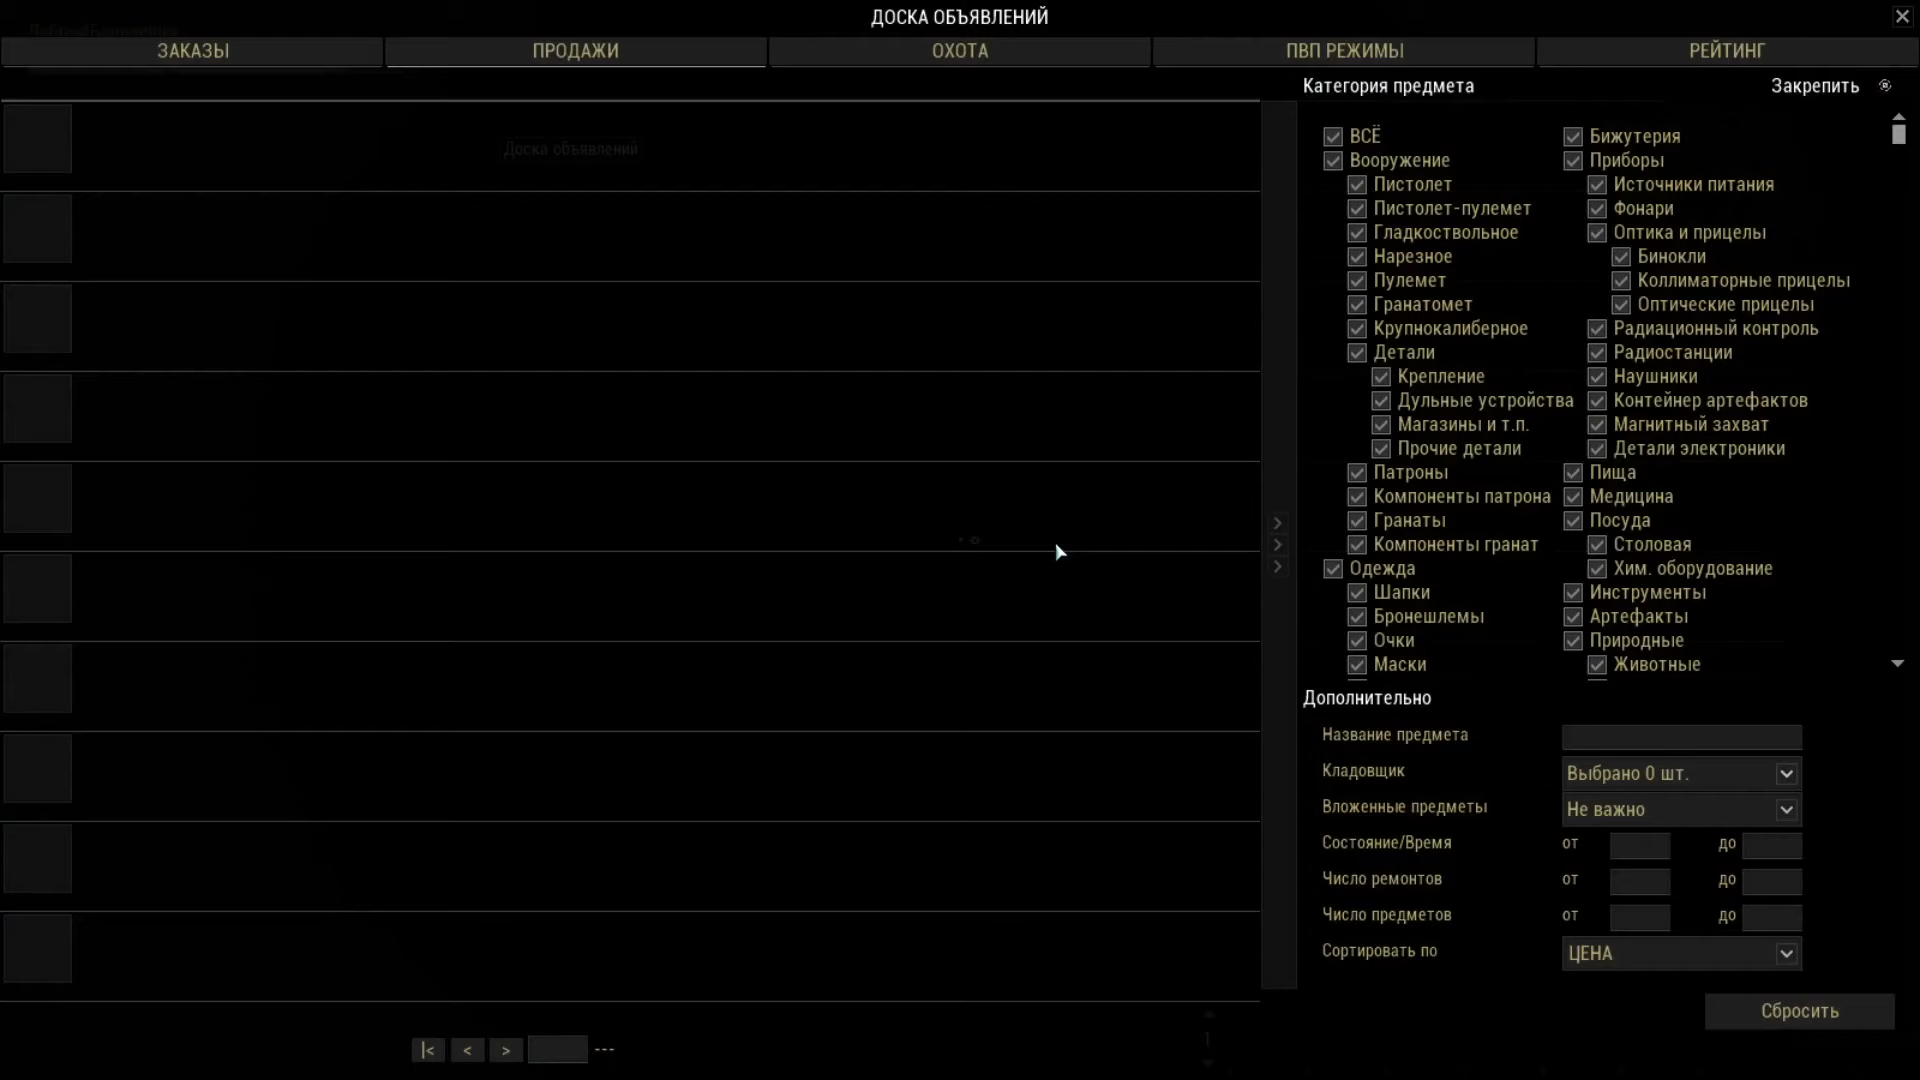 ДОСКА ОБЪЯВЛЕНИЙ
ЗАКАЗЫ
ПРОДАЖИ
ОХОТА
ПВП РЕЖИМЫ
РЕЙТИНГ
Категория предмета
Закрепить
Доска объявлений
ВСЁ
Вооружение
Пистолет
Пистолет-пулемет
Гладкоствольное
Нарезное
Пулемет
Гранатомет
Крупнокалиберное
Детали
Крепление
Дульные устройства
Магазины и т.п.
Прочие детали
Патроны
Компоненты патрона
Гранаты
Компоненты гранат
Одежда
Шапки
Бронешлемы
Очки
Маски
Бижутерия
Приборы
Источники питания
Фонари
Оптика и прицелы
Бинокли
Коллиматорные прицелы
Оптические прицелы
Радиационный контроль
Радиостанции
Наушники
Контейнер артефактов
Магнитный захват
Детали электроники
Пища
Медицина
Посуда
Столовая
Хим. оборудование
Инструменты
Артефакты
Природные
Животные
Дополнительно
Название предмета
Кладовщик Выбрано 0 шт.
Вложенные предметы Не важно
Состояние/Время от до
Число ремонтов от до
Число предметов от до
Сортировать по ЦЕНА
Сбросить
|< < > ---
1